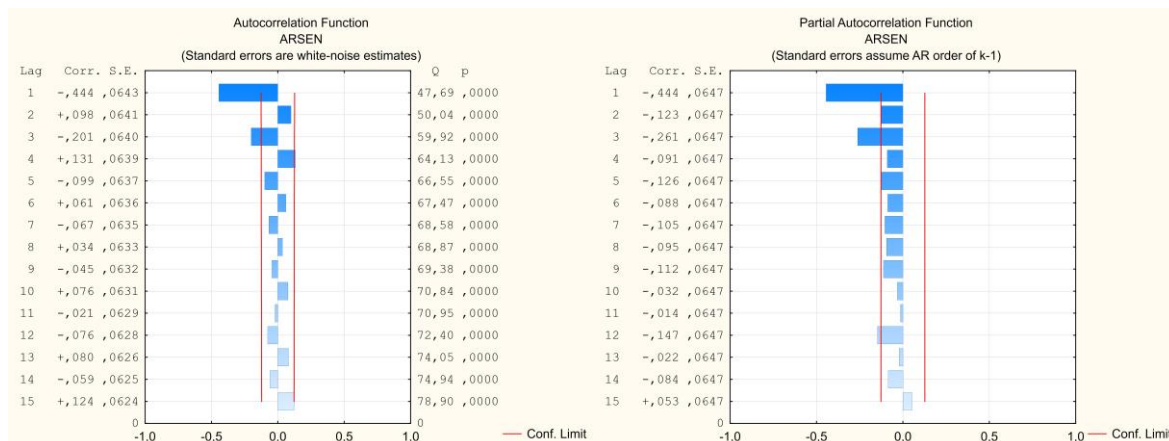 Autocorrelation Function
ARSEN
(Standard errors are white-noise estimates)
Lag Corr. S.E. Q p
1 -,444 ,0643 47,69 ,0000
2 +,098 ,0641 50,04 ,0000
3 -,201 ,0640 59,92 ,0000
4 +,131 ,0639 64,13 ,0000
5 -,099 ,0637 66,55 ,0000
6 +,061 ,0636 67,47 ,0000
7 -,067 ,0635 68,58 ,0000
8 +,034 ,0633 68,87 ,0000
9 -,045 ,0632 69,38 ,0000
10 +,076 ,0631 70,84 ,0000
11 -,021 ,0629 70,95 ,0000
12 -,076 ,0628 72,40 ,0000
13 +,080 ,0626 74,05 ,0000
14 -,059 ,0625 74,94 ,0000
15 +,124 ,0624 78,90 ,0000
0 0
-1.0 -0.5 0.0 0.5 1.0
Conf. Limit
Partial Autocorrelation Function
ARSEN
(Standard errors assume AR order of k-1)
Lag Corr. S.E.
1 -,444 ,0647
2 -,123 ,0647
3 -,261 ,0647
4 -,091 ,0647
5 -,126 ,0647
6 -,088 ,0647
7 -,105 ,0647
8 -,095 ,0647
9 -,112 ,0647
10 -,032 ,0647
11 -,014 ,0647
12 -,147 ,0647
13 -,022 ,0647
14 -,084 ,0647
15 +,053 ,0647
0
-1.0 -0.5 0.0 0.5 1.0
Conf. Limit